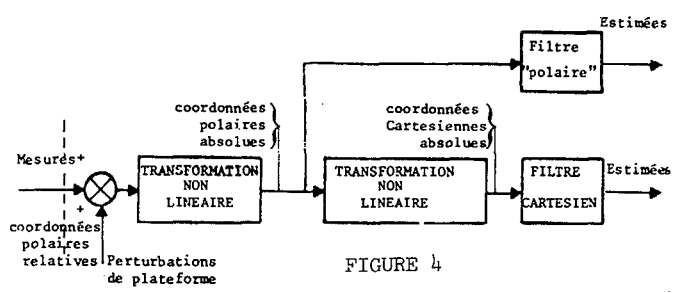 Estimées
Filtre
"polaire"
coordonnées
polaires
absolues
coordonnées
Cartesiennes
absolues
Mesures+
TRANSFORMATION
NON
LINEAIRE
TRANSFORMATION
NON
LINEAIRE
FILTRE
CARTESIEN
Estimées
+
coordonnées
polaires
relatives
Perturbations
de plateforme
FIGURE 4